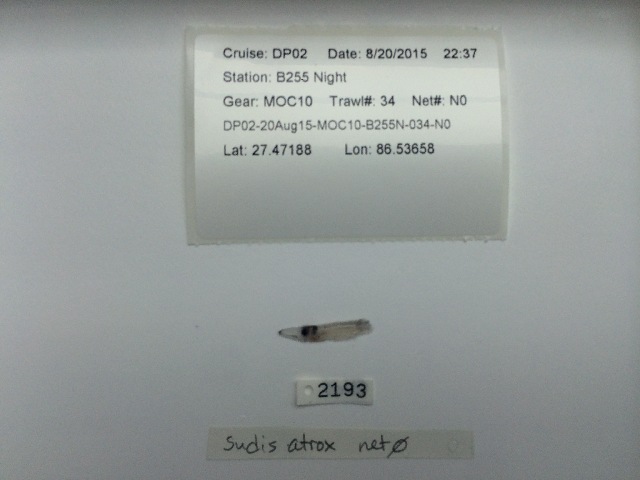 Cruise: DP02 Date: 8/20/2015 22:37
Station: B255 Night
Gear: MOC10 Trawl#: 34 Net#: N0
DP02-20Aug15-MOC10-B255N-034-N0
Lat: 27.47188 Lon: 86.53658
2193
Sudis atrox net Ø